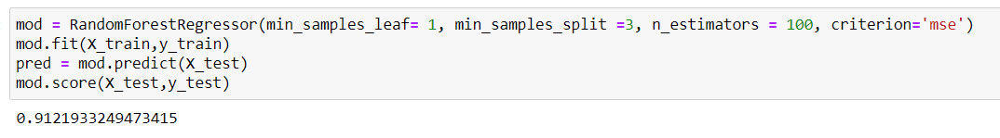 mod = RandomForestRegressor(min_samples_leaf= 1, min_samples_split =3, n_estimators = 100, criterion='mse')
mod.fit(X_train,y_train)
pred = mod.predict(X_test)
mod.score(X_test,y_test)
0.9121933249473415